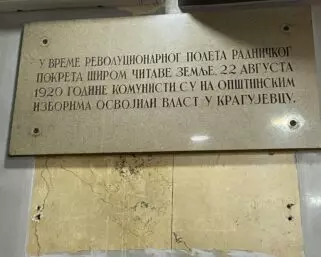 У ВРЕМЕ РЕВОЛУЦИОНАРНОГ ПОЛЕТА РАДНИЧКОГ
ПОКРЕТА ШИРОМ ЧИТАВЕ ЗЕМЉЕ, 22 АВГУСТА
1920 ГОДИНЕ КОМУНИСТИ СУ НА ОПШТИНСКИМ
ИЗБОРИМА ОСВОЈИЛИ ВЛАСТ У КРАГУЈЕВЦУ.